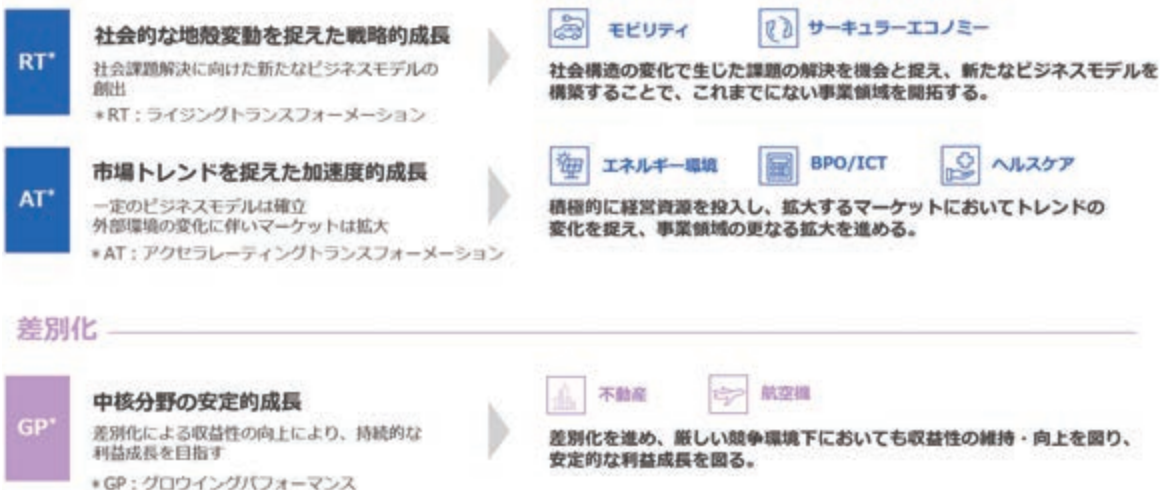 RT*
社会的な地殻変動を捉えた戦略的成長
社会課題解決に向けた新たなビジネスモデルの
創出
*RT:ライジングトランスフォーメーション
モビリティ
サーキュラーエコノミー
社会構造の変化で生じた課題の解決を機会と捉え、新たなビジネスモデルを
構築することで、これまでにない事業領域を開拓する。
AT*
市場トレンドを捉えた加速度的成長
一定のビジネスモデルは確立
外部環境の変化に伴いマーケットは拡大
*AT:アクセラレーティングトランスフォーメーション
エネルギー環境
BPO/ICT
ヘルスケア
積極的に経営資源を投入し、拡大するマーケットにおいてトレンドの
変化を捉え、事業領域の更なる拡大を進める。
差別化
GP*
中核分野の安定的成長
差別化による収益性の向上により、持続的な
利益成長を目指す
*GP:グロウイングパフォーマンス
不動産
航空機
差別化を進め、厳しい競争環境下においても収益性の維持・向上を図り、
安定的な利益成長を図る。